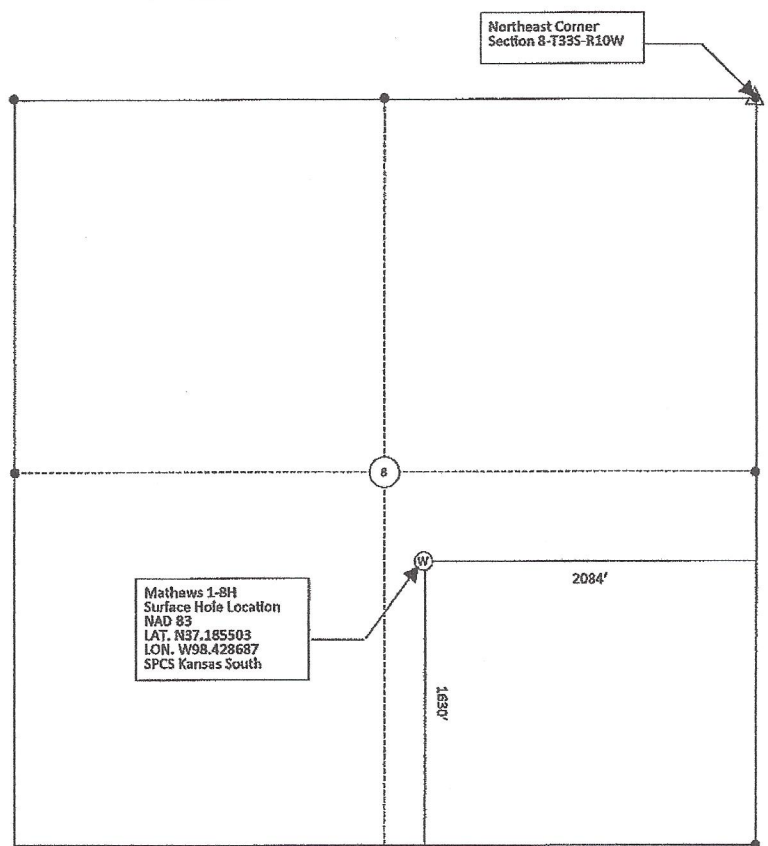 Northeast Corner
Section 8-T33S-R10W
8
W
2084'
Mathews 1-8H
Surface Hole Location
NAD 83
LAT. N37.185503
LON. W98.428687
SPCS Kansas South
1630'